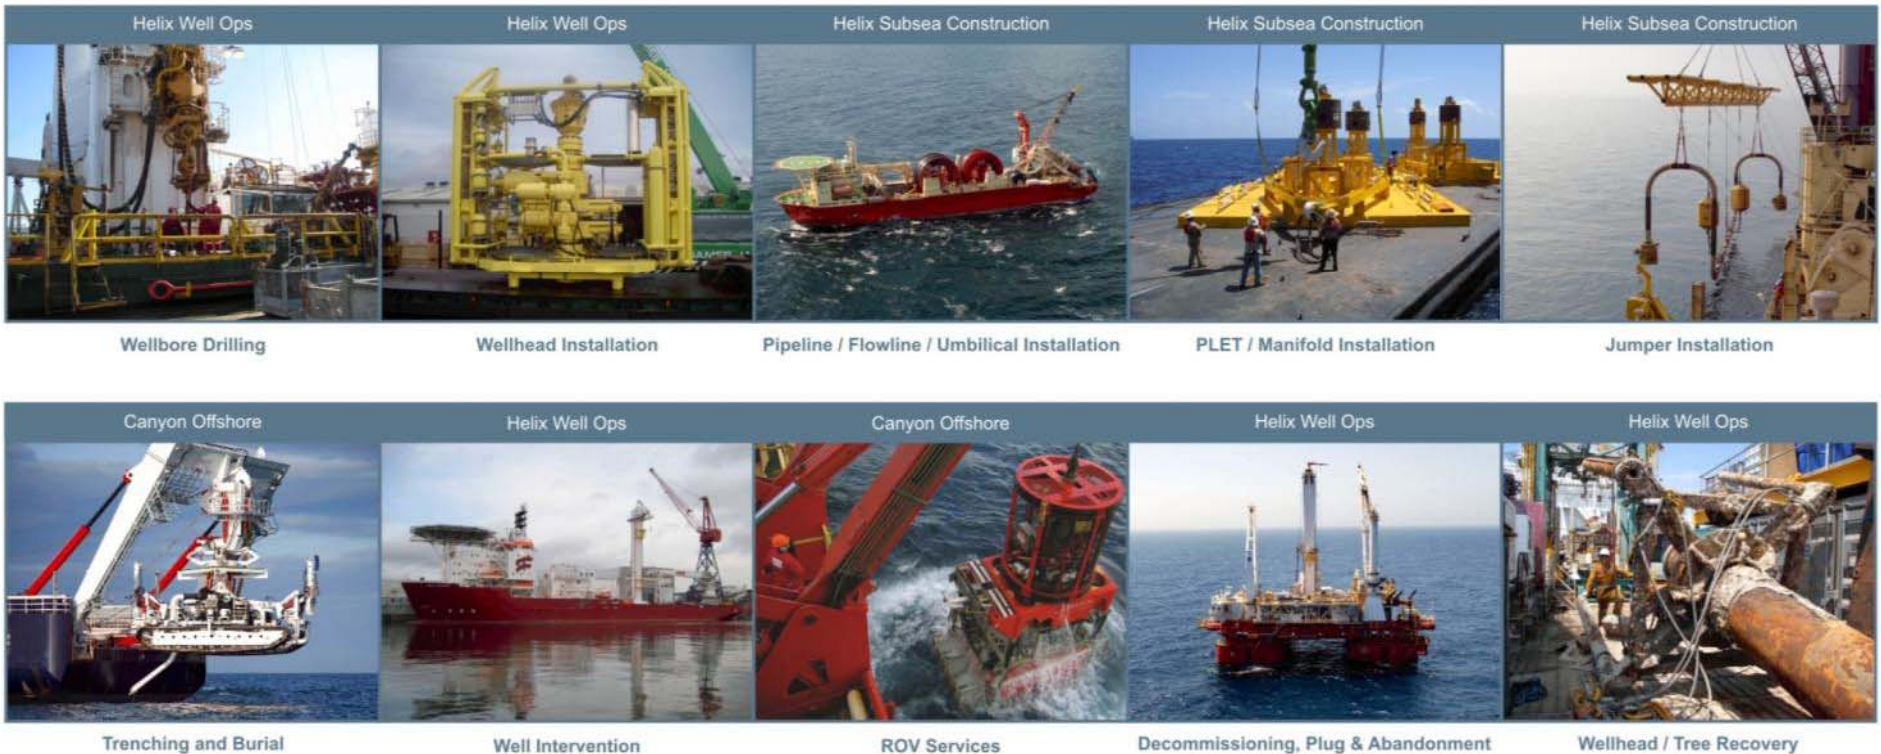 Helix Well Ops
Helix Well Ops
Helix Subsea Construction
Helix Subsea Construction
Helix Subsea Construction
Wellbore Drilling
Wellhead Installation
Pipeline / Flowline / Umbilical Installation
PLET / Manifold Installation
Jumper Installation
Canyon Offshore
Helix Well Ops
Canyon Offshore
Helix Well Ops
Helix Well Ops
Trenching and Burial
Well Intervention
ROV Services
Decommissioning, Plug & Abandonment
Wellhead / Tree Recovery